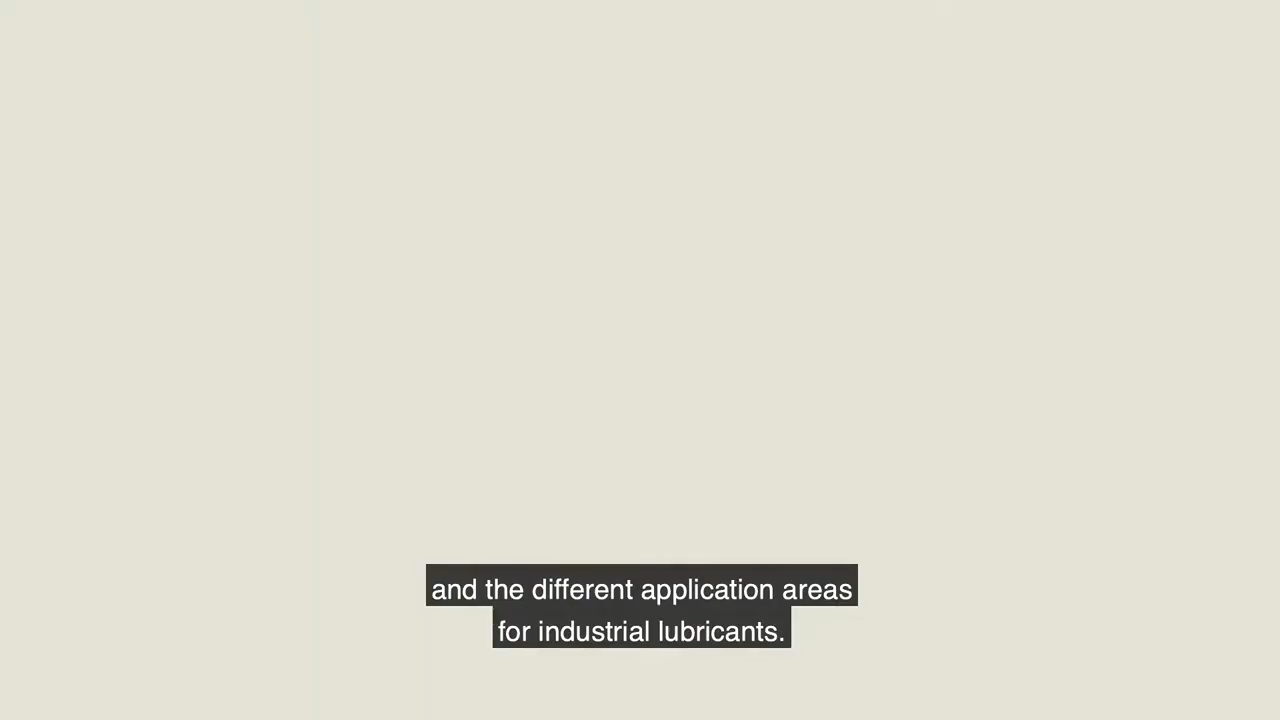 and the different application areas
for industrial lubricants.